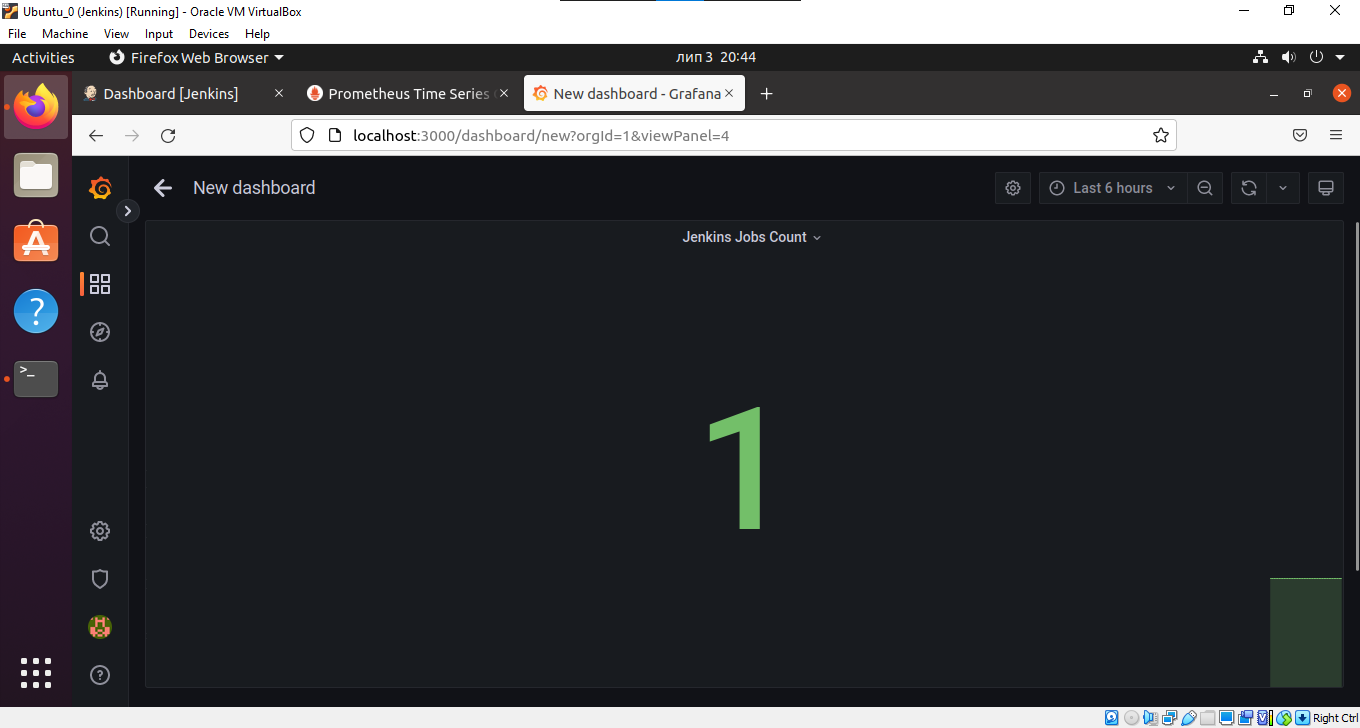 Ubuntu_0 (Jenkins) [Running] - Oracle VM VirtualBox
File Machine View Input Devices Help
Activities Firefox Web Browser лип 3 20:44
Dashboard [Jenkins] Prometheus Time Series New dashboard - Grafana
localhost:3000/dashboard/new?orgId=1&viewPanel=4
New dashboard Last 6 hours
Jenkins Jobs Count
1
Right Ctrl